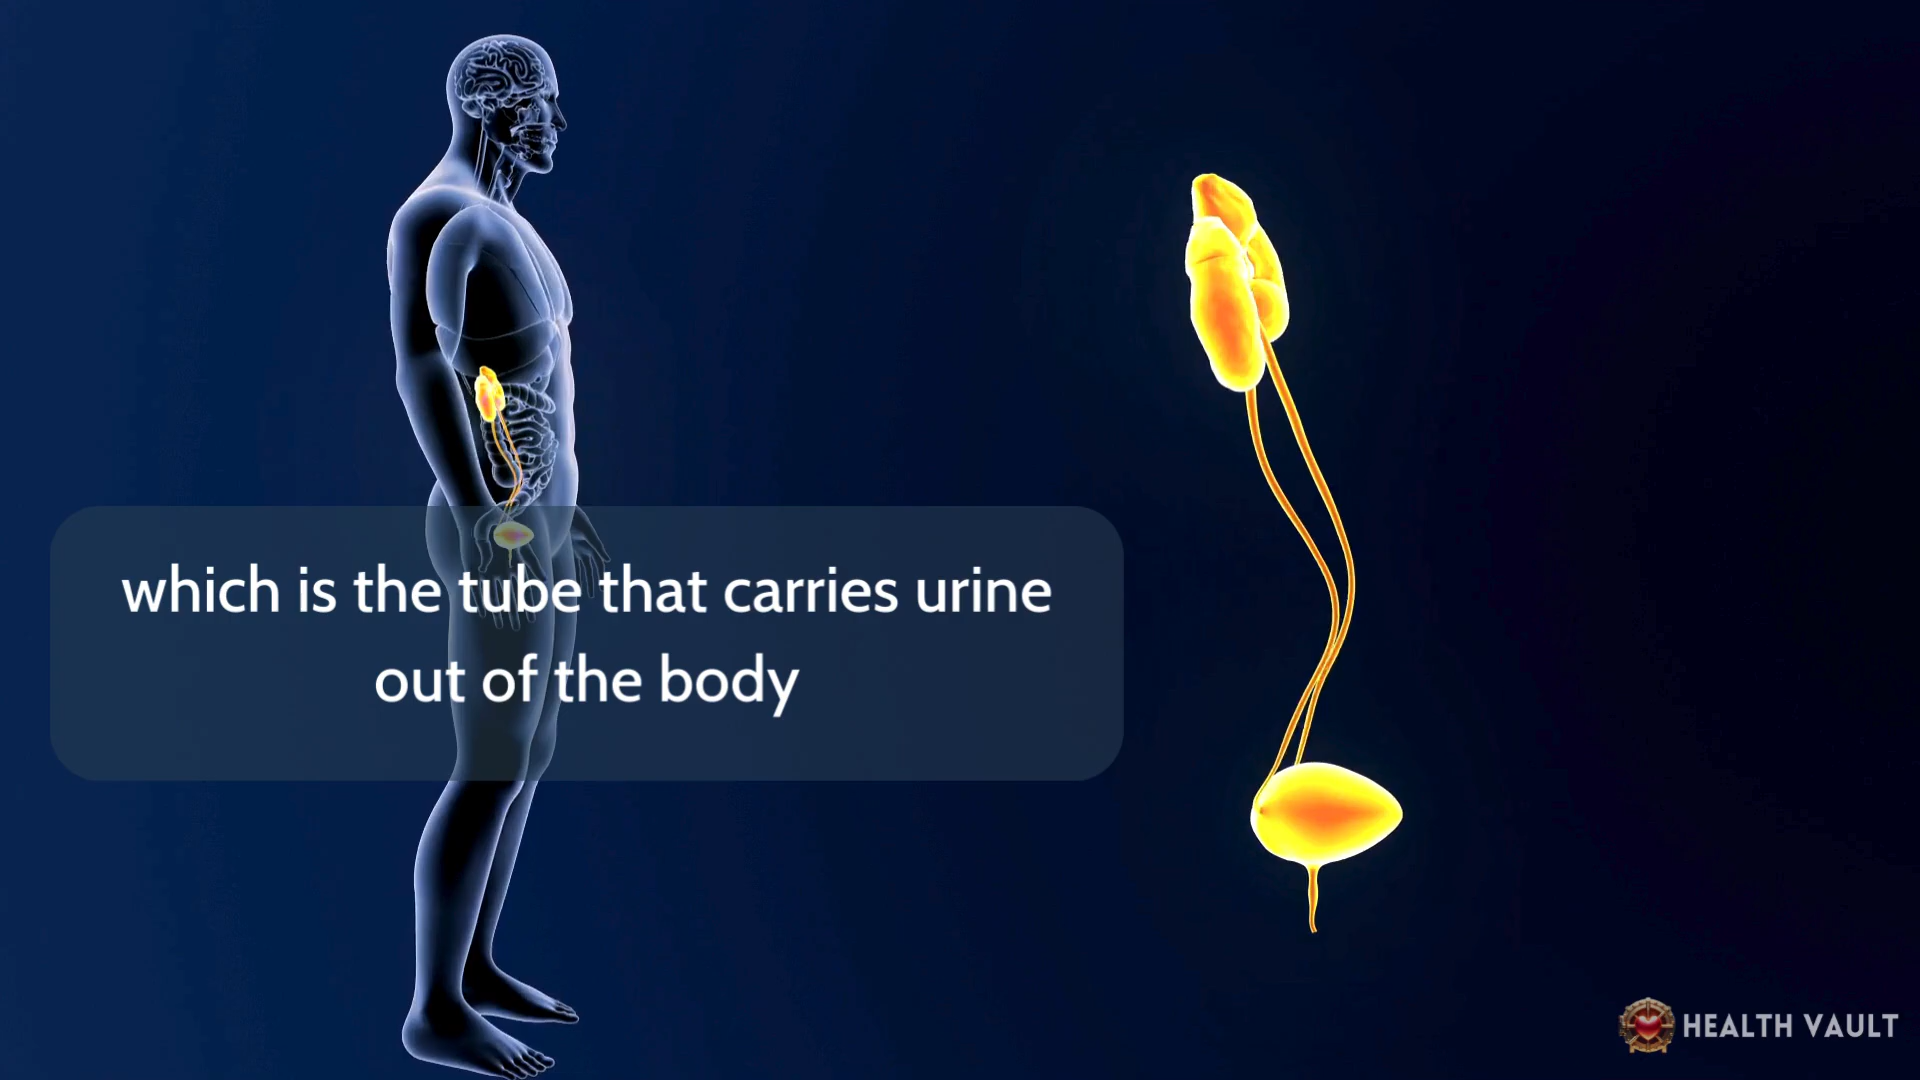 which is the tube that carries urine
out of the body
HEALTH VAULT